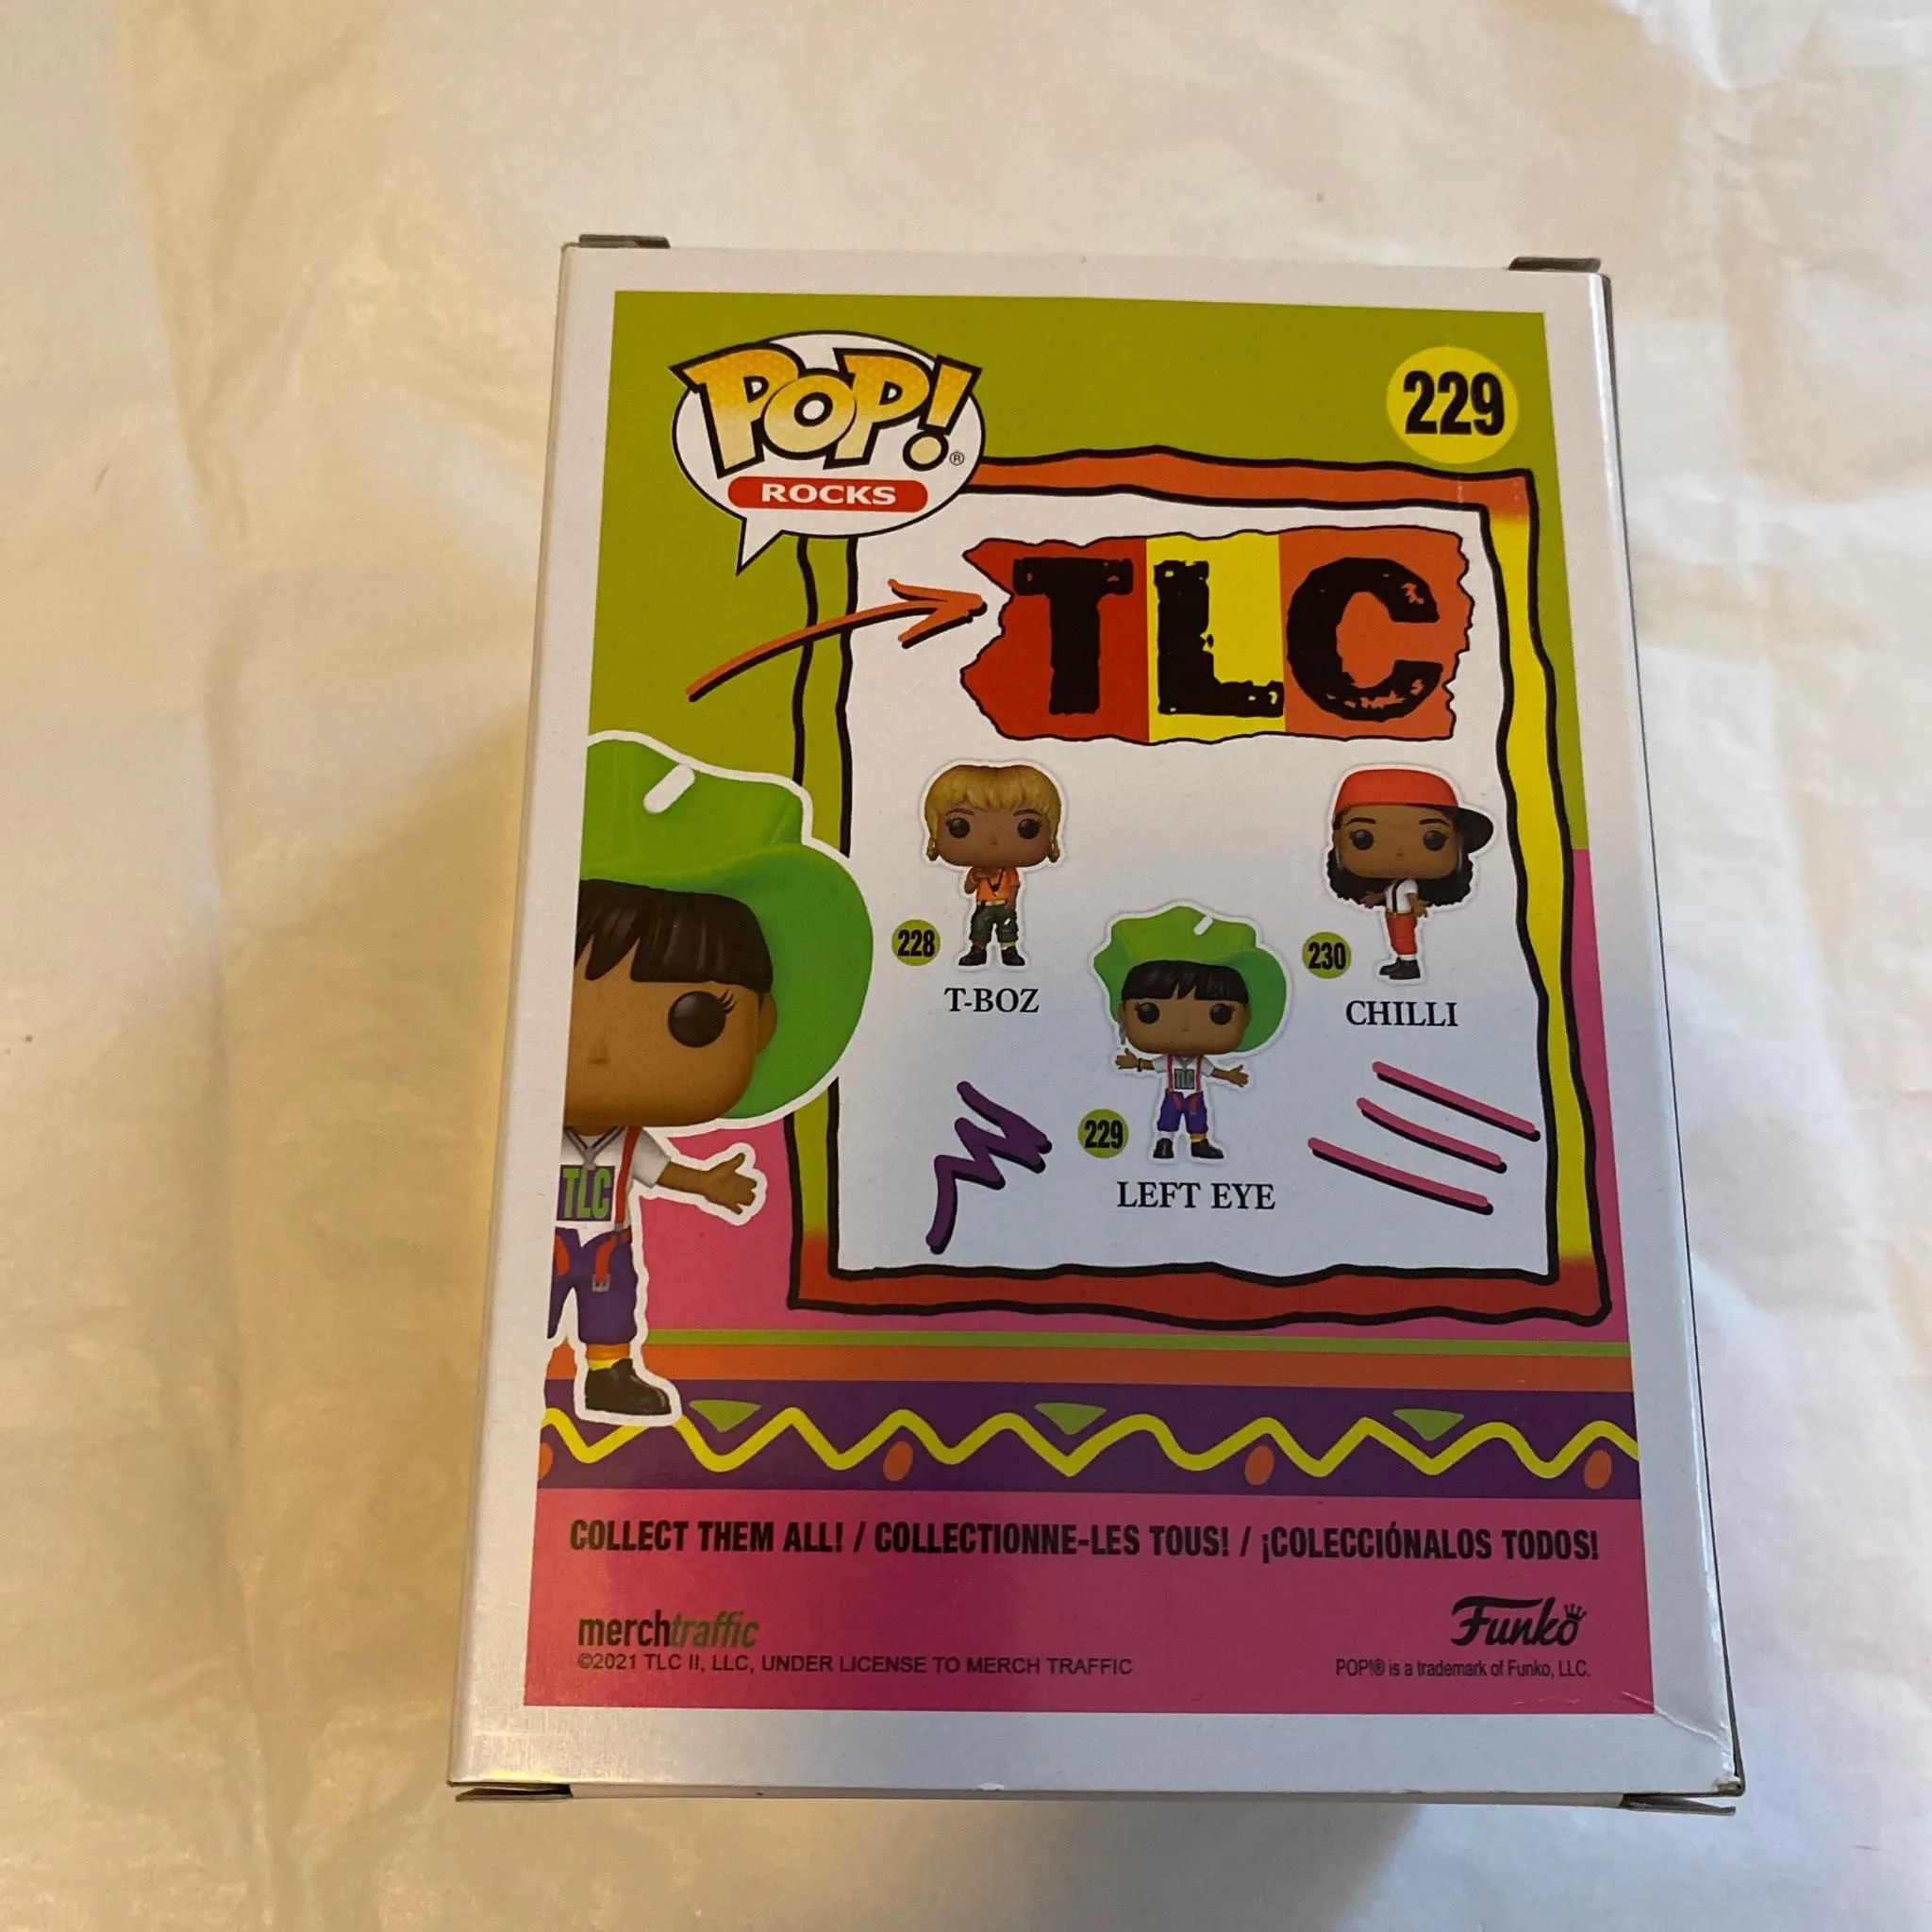 POP!®
ROCKS
229
TLC
228
T-BOZ
230
CHILLI
TLC
229
LEFT EYE
TLC
COLLECT THEM ALL! / COLLECTIONNE-LES TOUS! / ¡COLECCIÓNALOS TODOS!
merchtraffic
©2021 TLC II, LLC, UNDER LICENSE TO MERCH TRAFFIC
Funko
POP!® is a trademark of Funko, LLC.